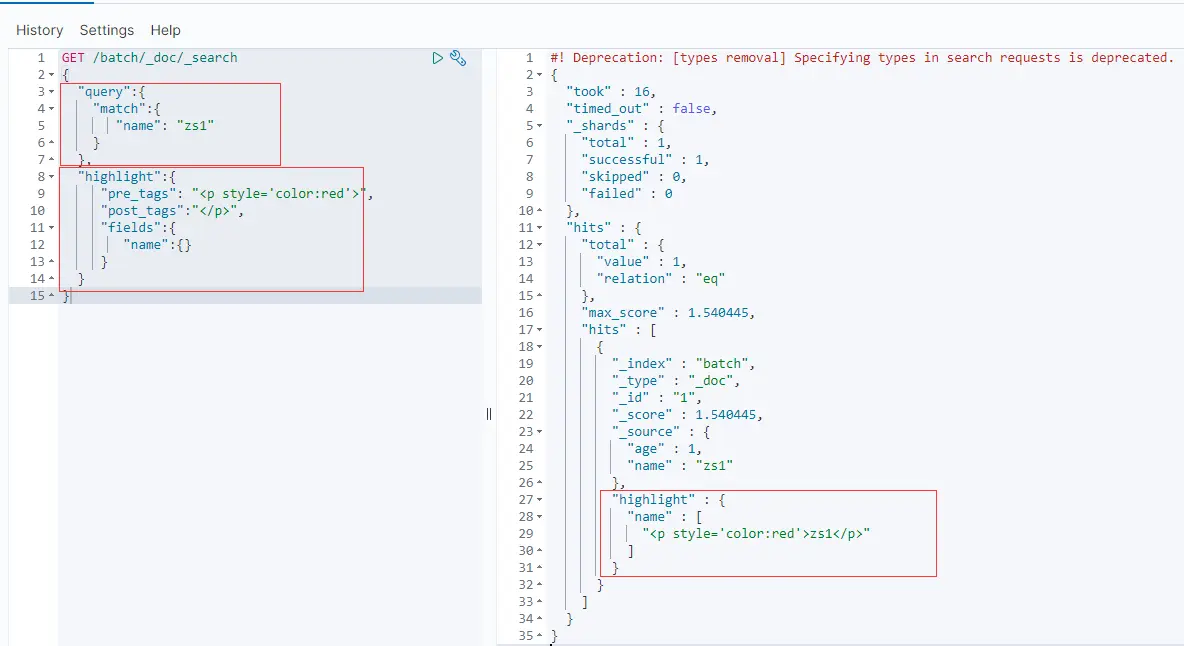 History Settings Help
1 GET /batch/_doc/_search
2 {
3 "query":{
4 "match":{
5 "name": "zs1"
6 }
7 },
8 "highlight":{
9 "pre_tags": "<p style='color:red'>",
10 "post_tags":"</p>",
11 "fields":{
12 "name":{}
13 }
14 }
15 }
1 #! Deprecation: [types removal] Specifying types in search requests is deprecated.
2 {
3 "took" : 16,
4 "timed_out" : false,
5 "_shards" : {
6 "total" : 1,
7 "successful" : 1,
8 "skipped" : 0,
9 "failed" : 0
10 },
11 "hits" : {
12 "total" : {
13 "value" : 1,
14 "relation" : "eq"
15 },
16 "max_score" : 1.540445,
17 "hits" : [
18 {
19 "_index" : "batch",
20 "_type" : "_doc",
21 "_id" : "1",
22 "_score" : 1.540445,
23 "_source" : {
24 "age" : 1,
25 "name" : "zs1"
26 },
27 "highlight" : {
28 "name" : [
29 "<p style='color:red'>zs1</p>"
30 ]
31 }
32 }
33 ]
34 }
35 }